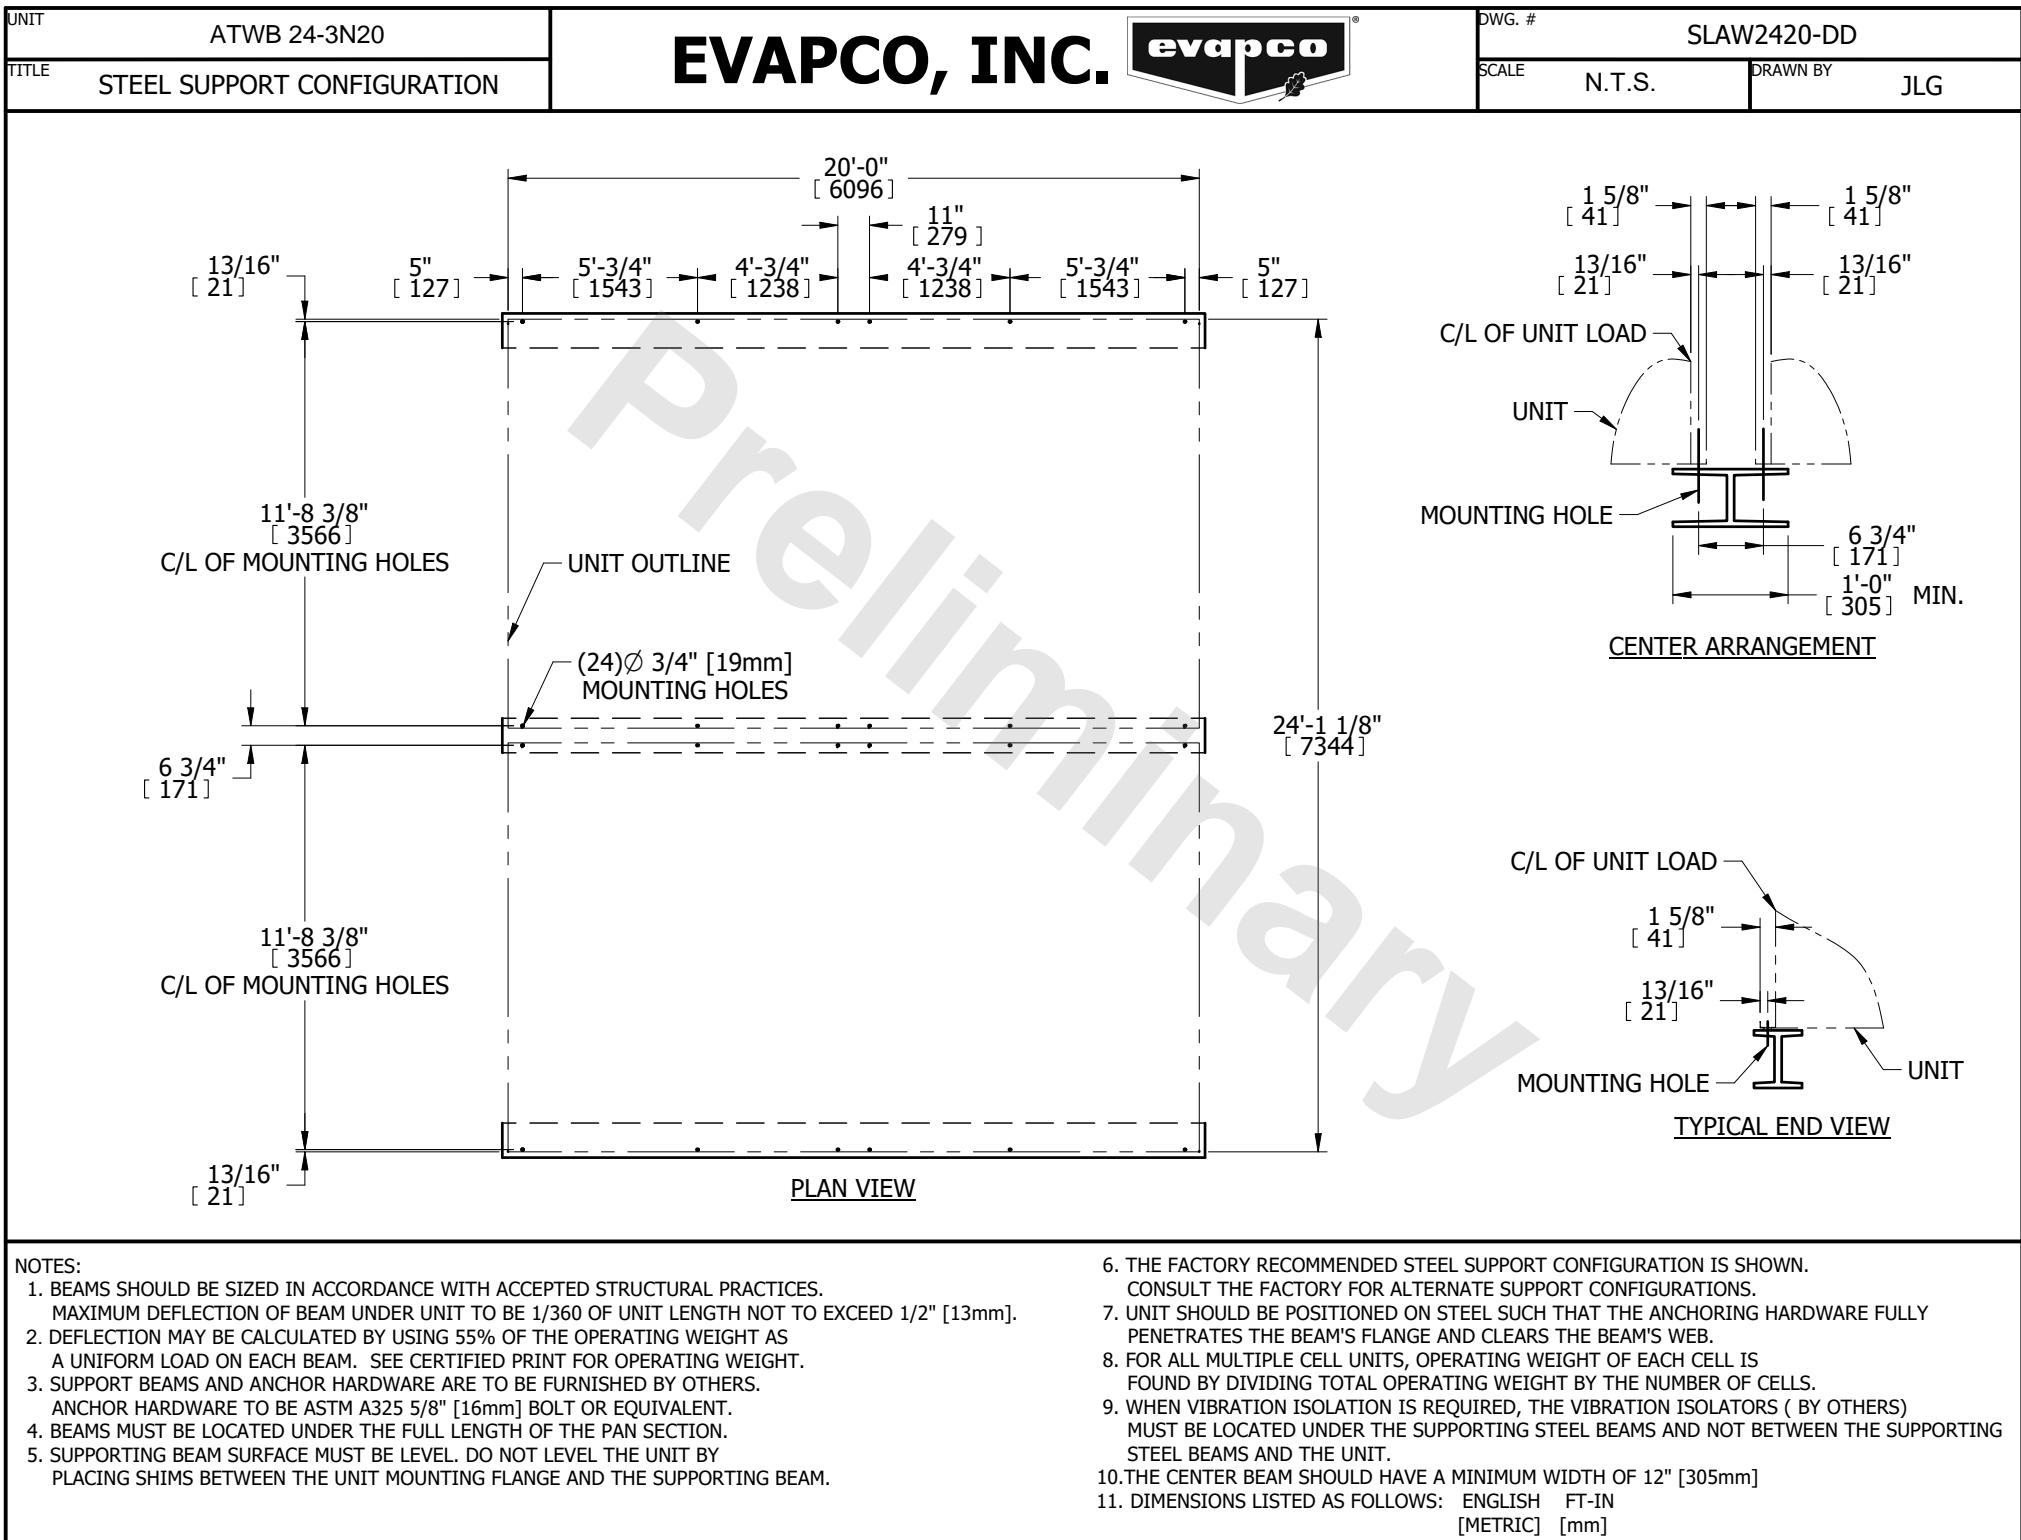 UNIT
ATWB 24-3N20
TITLE
STEEL SUPPORT CONFIGURATION
EVAPCO, INC.
evapco
®
DWG. #
SLAW2420-DD
SCALE
N.T.S.
DRAWN BY
JLG
20'-0"
[ 6096 ]
11"
[ 279 ]
13/16"
[ 21 ]
5"
[ 127 ]
5'-3/4"
[ 1543 ]
4'-3/4"
[ 1238 ]
4'-3/4"
[ 1238 ]
5'-3/4"
[ 1543 ]
5"
[ 127 ]
11'-8 3/8"
[ 3566 ]
C/L OF MOUNTING HOLES
UNIT OUTLINE
(24)Ø 3/4" [19mm]
MOUNTING HOLES
6 3/4"
[ 171 ]
24'-1 1/8"
[ 7344 ]
11'-8 3/8"
[ 3566 ]
C/L OF MOUNTING HOLES
13/16"
[ 21 ]
PLAN VIEW
Preliminary
1 5/8"
[ 41 ]
1 5/8"
[ 41 ]
13/16"
[ 21 ]
13/16"
[ 21 ]
C/L OF UNIT LOAD
UNIT
MOUNTING HOLE
6 3/4"
[ 171 ]
1'-0"
[ 305 ] MIN.
CENTER ARRANGEMENT
C/L OF UNIT LOAD
1 5/8"
[ 41 ]
13/16"
[ 21 ]
MOUNTING HOLE
UNIT
TYPICAL END VIEW
NOTES:
1. BEAMS SHOULD BE SIZED IN ACCORDANCE WITH ACCEPTED STRUCTURAL PRACTICES.
MAXIMUM DEFLECTION OF BEAM UNDER UNIT TO BE 1/360 OF UNIT LENGTH NOT TO EXCEED 1/2" [13mm].
2. DEFLECTION MAY BE CALCULATED BY USING 55% OF THE OPERATING WEIGHT AS
A UNIFORM LOAD ON EACH BEAM. SEE CERTIFIED PRINT FOR OPERATING WEIGHT.
3. SUPPORT BEAMS AND ANCHOR HARDWARE ARE TO BE FURNISHED BY OTHERS.
ANCHOR HARDWARE TO BE ASTM A325 5/8" [16mm] BOLT OR EQUIVALENT.
4. BEAMS MUST BE LOCATED UNDER THE FULL LENGTH OF THE PAN SECTION.
5. SUPPORTING BEAM SURFACE MUST BE LEVEL. DO NOT LEVEL THE UNIT BY
PLACING SHIMS BETWEEN THE UNIT MOUNTING FLANGE AND THE SUPPORTING BEAM.
6. THE FACTORY RECOMMENDED STEEL SUPPORT CONFIGURATION IS SHOWN.
CONSULT THE FACTORY FOR ALTERNATE SUPPORT CONFIGURATIONS.
7. UNIT SHOULD BE POSITIONED ON STEEL SUCH THAT THE ANCHORING HARDWARE FULLY
PENETRATES THE BEAM'S FLANGE AND CLEARS THE BEAM'S WEB.
8. FOR ALL MULTIPLE CELL UNITS, OPERATING WEIGHT OF EACH CELL IS
FOUND BY DIVIDING TOTAL OPERATING WEIGHT BY THE NUMBER OF CELLS.
9. WHEN VIBRATION ISOLATION IS REQUIRED, THE VIBRATION ISOLATORS ( BY OTHERS)
MUST BE LOCATED UNDER THE SUPPORTING STEEL BEAMS AND NOT BETWEEN THE SUPPORTING
STEEL BEAMS AND THE UNIT.
10.THE CENTER BEAM SHOULD HAVE A MINIMUM WIDTH OF 12" [305mm]
11. DIMENSIONS LISTED AS FOLLOWS: ENGLISH FT-IN
[METRIC] [mm]